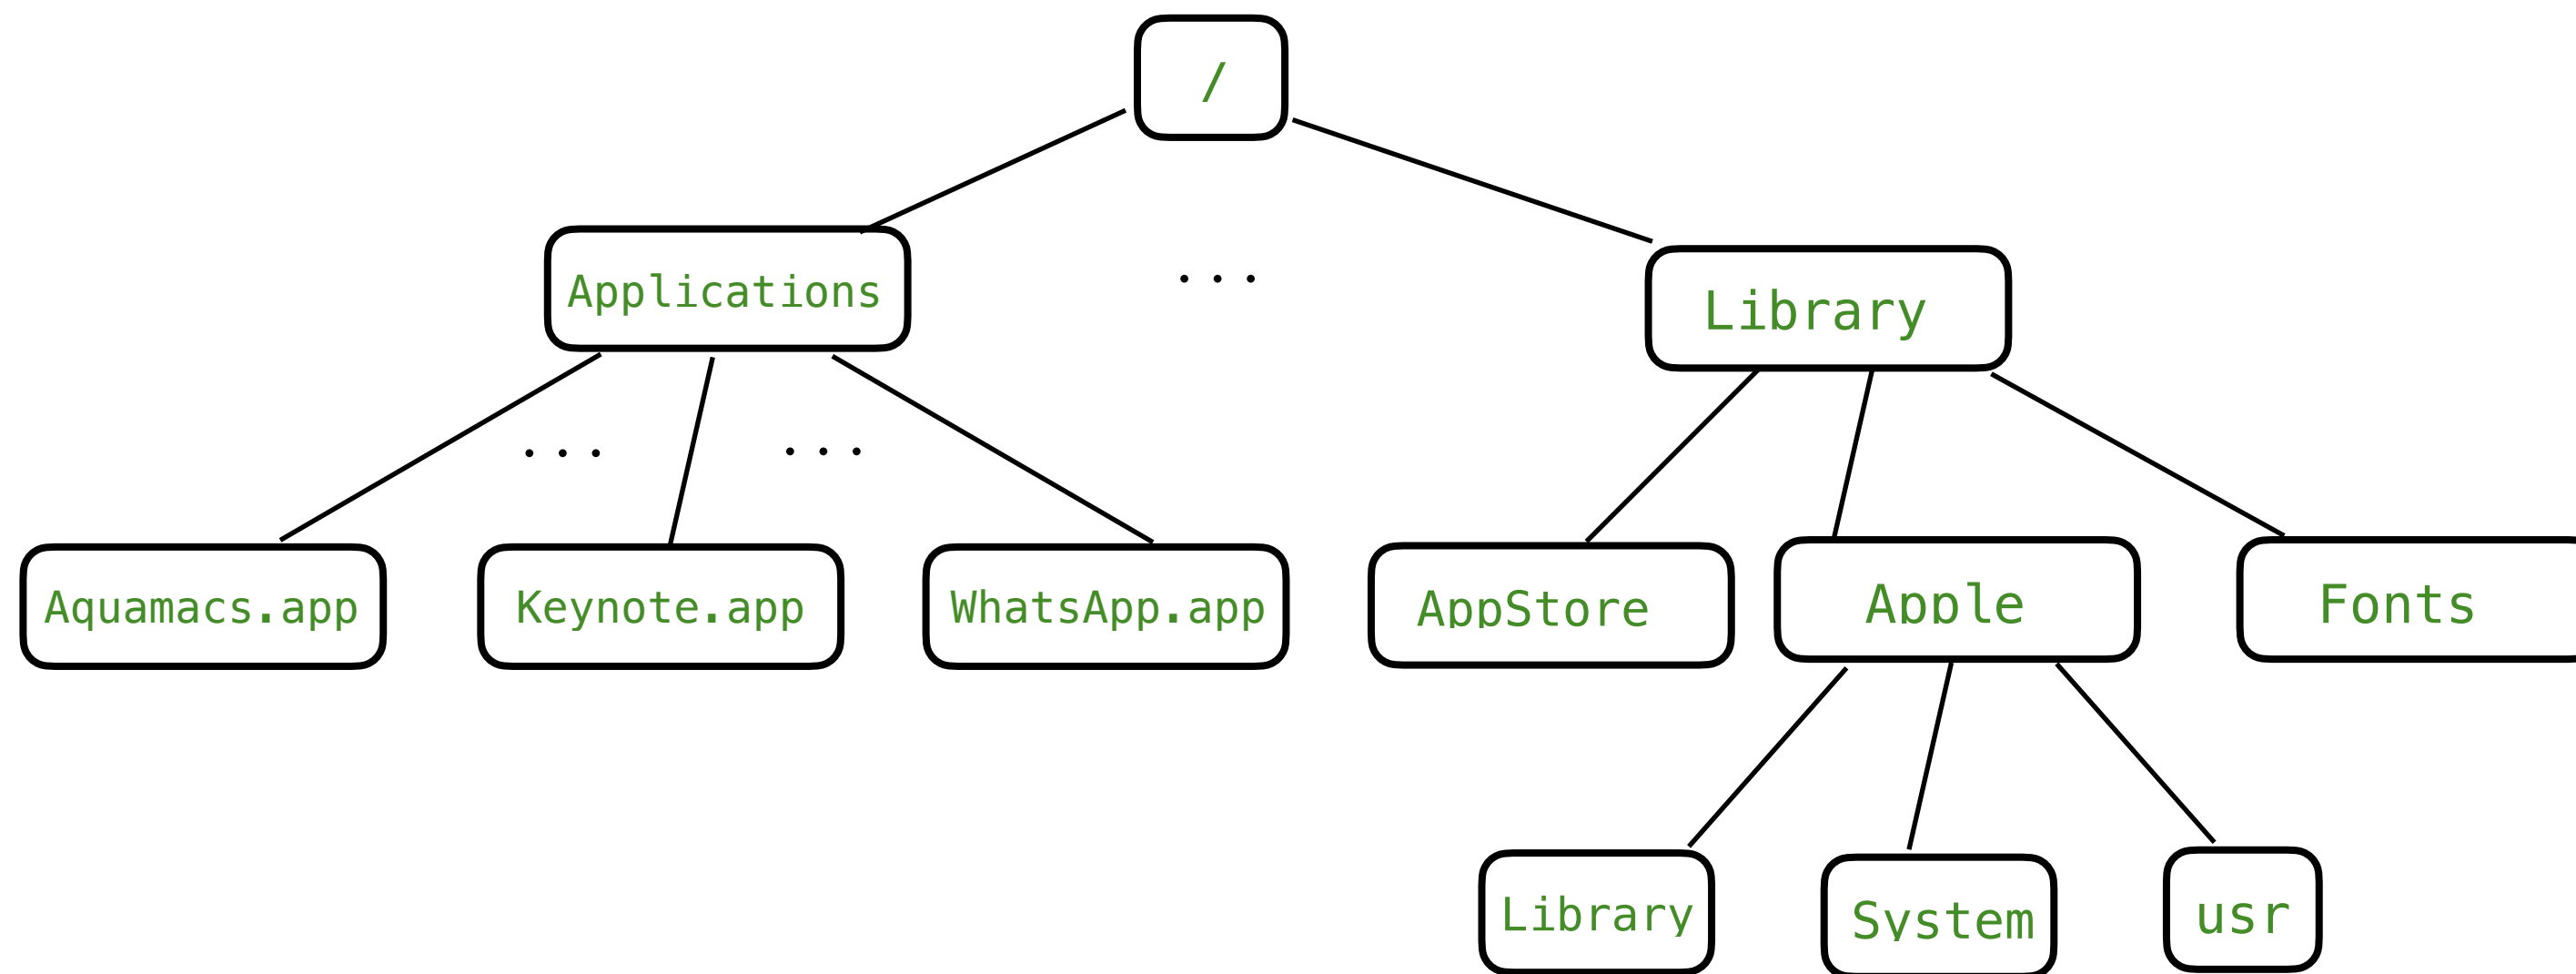 /
Applications
...
Library
...
...
Aquamacs.app
Keynote.app
WhatsApp.app
AppStore
Apple
Fonts
Library
System
usr